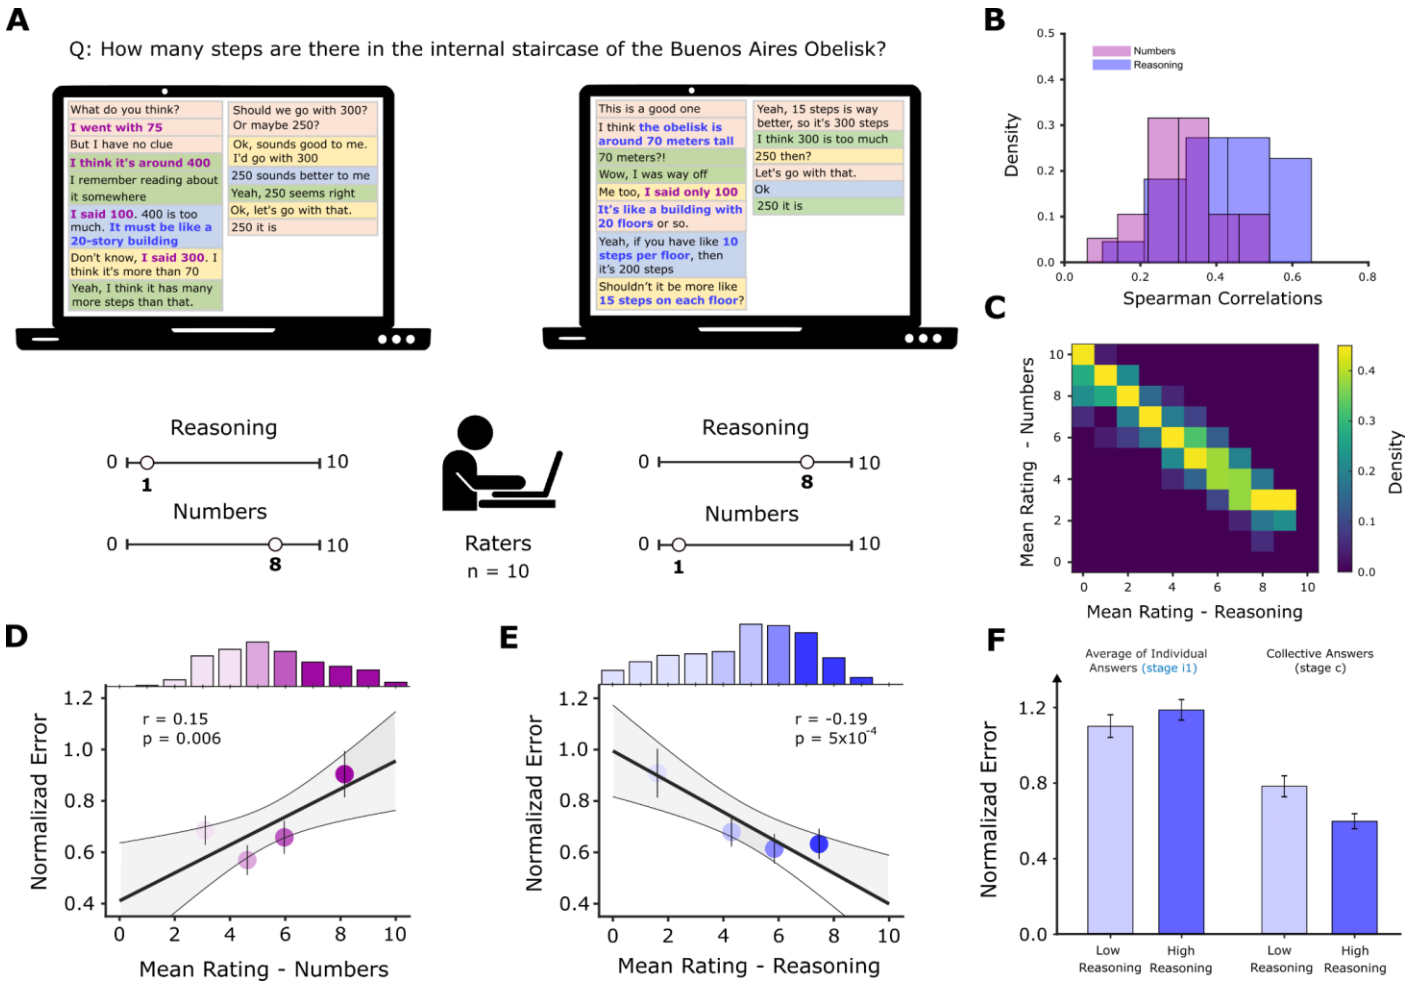 A
Q: How many steps are there in the internal staircase of the Buenos Aires Obelisk?
What do you think?
I went with 75
But I have no clue
I think it's around 400
I remember reading about
it somewhere
I said 100. 400 is too
much. It must be like a
20-story building
Don't know, I said 300. I
think it's more than 70
Yeah, I think it has many
more steps than that.
Should we go with 300?
Or maybe 250?
Ok, sounds good to me.
I'd go with 300
250 sounds better to me
Yeah, 250 seems right
Ok, let's go with that.
250 it is
This is a good one
I think the obelisk is
around 70 meters tall
70 meters?!
Wow, I was way off
Me too, I said only 100
It's like a building with
20 floors or so.
Yeah, if you have like 10
steps per floor, then
it's 200 steps
Shouldn't it be more like
15 steps on each floor?
Yeah, 15 steps is way
better, so it's 300 steps
I think 300 is too much
250 then?
Let's go with that.
Ok
250 it is
Reasoning
0 10
1
Numbers
0 10
8
Raters
n = 10
Reasoning
0 10
8
Numbers
0 10
1
B
0.5
0.4
0.3
0.2
0.1
0.0
Density
Numbers
Reasoning
0.0 0.2 0.4 0.6 0.8
Spearman Correlations
C
10
8
6
4
2
0
Mean Rating - Numbers
0 2 4 6 8 10
Mean Rating - Reasoning
0.4
0.3
0.2
0.1
0.0
Density
D
1.2
1.0
0.8
0.6
0.4
Normalizad Error
r = 0.15
p = 0.006
0 2 4 6 8 10
Mean Rating - Numbers
E
1.2
1.0
0.8
0.6
0.4
Normalizad Error
r = -0.19
p = 5x10-4
0 2 4 6 8 10
Mean Rating - Reasoning
F
Average of Individual
Answers (stage i1)
Collective Answers
(stage c)
1.2
0.8
0.4
0.0
Normalizad Error
Low
Reasoning
High
Reasoning
Low
Reasoning
High
Reasoning